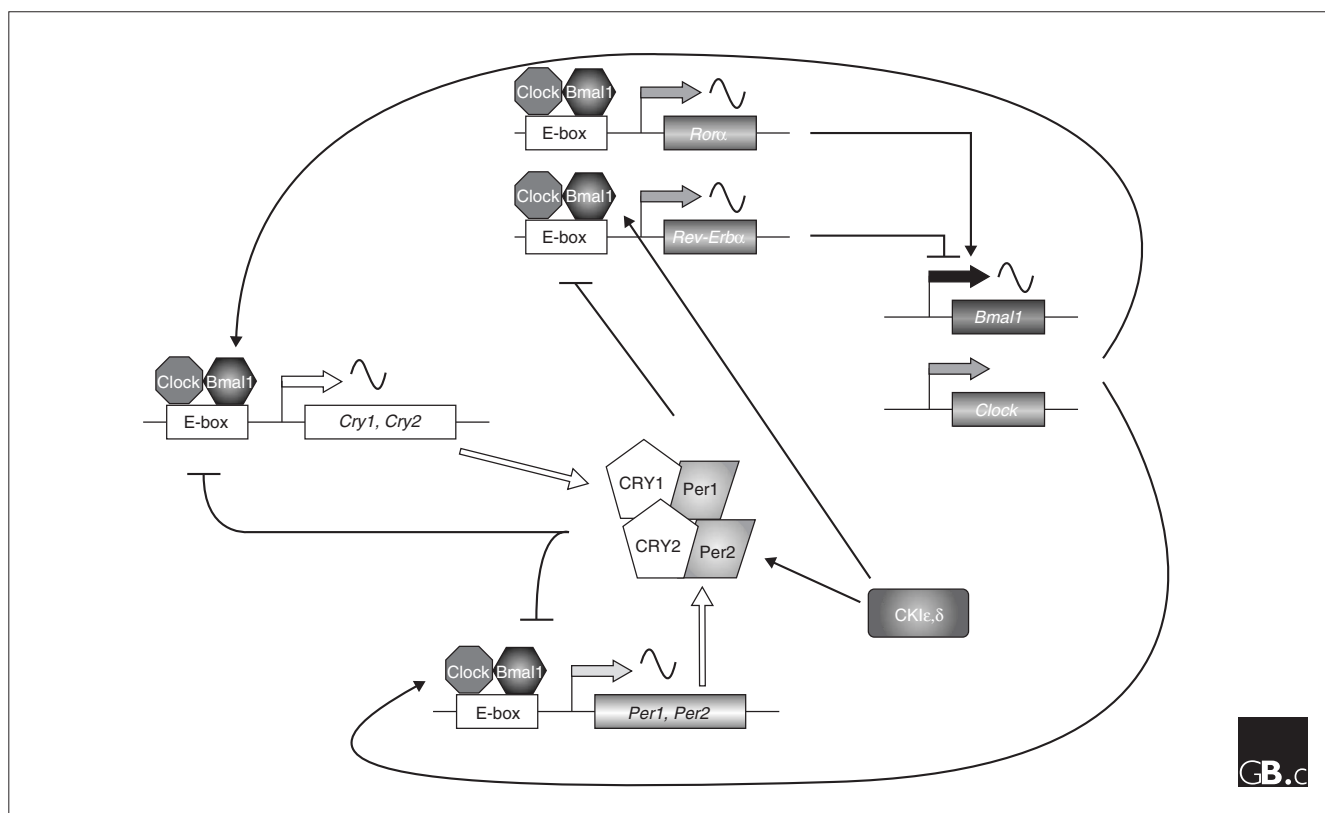 Clock Bmal1
E-box
Rorα
Clock Bmal1
E-box
Rev-Erbα
Bmal1
Clock
Clock Bmal1
E-box
Cry1, Cry2
CRY1 Per1
CRY2 Per2
CKIε,δ
Clock Bmal1
E-box
Per1, Per2
GB.c